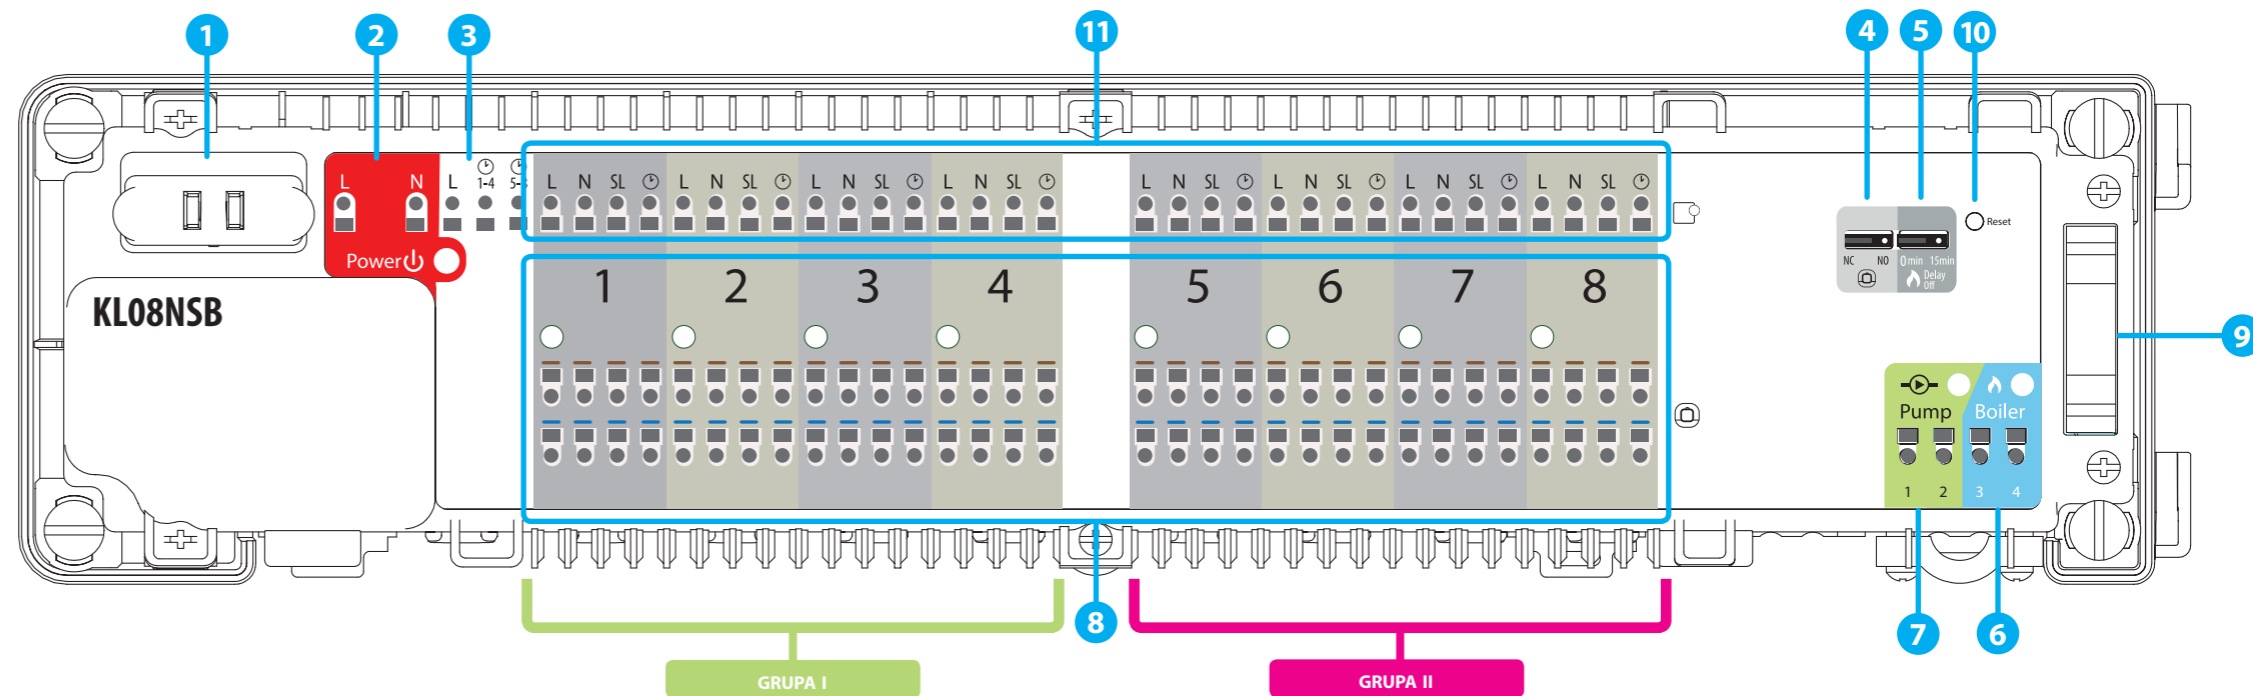 1 2 3 11 4 5 10
L N L 1-4 5-8 L N SL L N SL L N SL L N SL L N SL L N SL L N SL L N SL
Reset
Power
NC NO 0 min 15min
Delay
Off
1 2 3 4 5 6 7 8
KL08NSB
9
Pump Boiler
1 2 3 4
8 7 6
GRUPA I GRUPA II